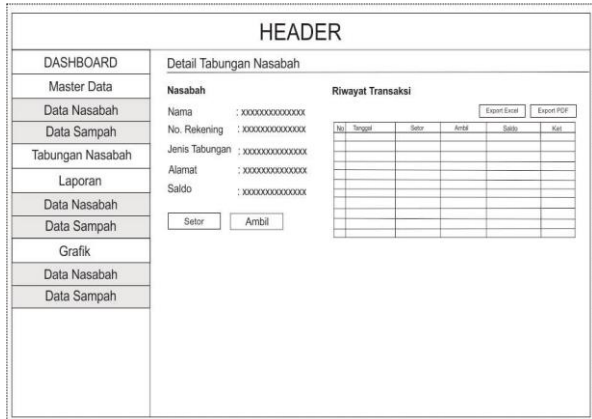 HEADER
DASHBOARD
Master Data
Data Nasabah
Data Sampah
Tabungan Nasabah
Laporan
Data Nasabah
Data Sampah
Grafik
Data Nasabah
Data Sampah
Detail Tabungan Nasabah
Nasabah
Nama : xxxxxxxxxxxxxx
No. Rekening : xxxxxxxxxxxxxx
Jenis Tabungan : xxxxxxxxxxxxxx
Alamat : xxxxxxxxxxxxxx
Saldo : xxxxxxxxxxxxxx
Setor Ambil
Riwayat Transaksi
Export Excel Export PDF
No Tanggal Setor Ambil Saldo Ket